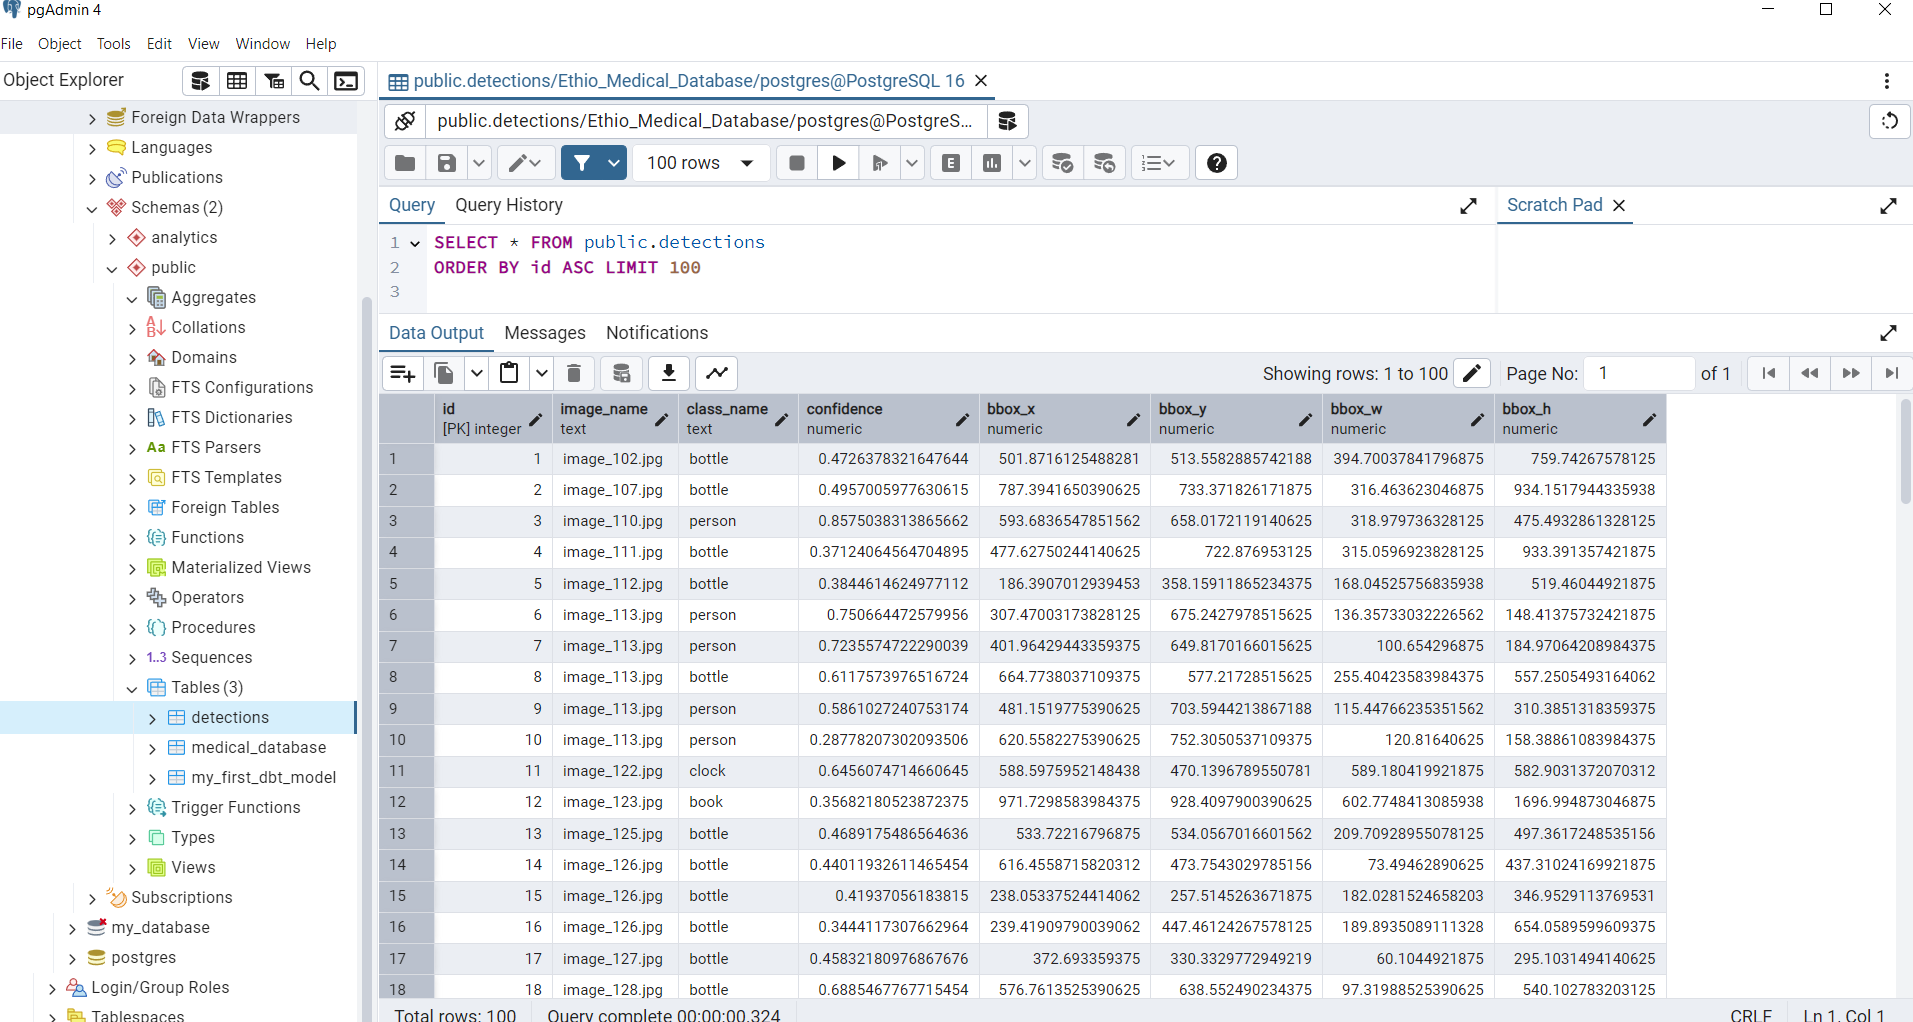 pgAdmin 4
File Object Tools Edit View Window Help
Object Explorer
Foreign Data Wrappers
Languages
Publications
Schemas (2)
analytics
public
Aggregates
Collations
Domains
FTS Configurations
FTS Dictionaries
Aa FTS Parsers
FTS Templates
Foreign Tables
Functions
Materialized Views
Operators
Procedures
1..3 Sequences
Tables (3)
detections
medical_database
my_first_dbt_model
Trigger Functions
Types
Views
Subscriptions
my_database
postgres
Login/Group Roles
Tablespaces
public.detections/Ethio_Medical_Database/postgres@PostgreSQL 16
public.detections/Ethio_Medical_Database/postgres@PostgreS...
100 rows
E
Query Query History
Scratch Pad
1 SELECT * FROM public.detections
2 ORDER BY id ASC LIMIT 100
3
Data Output Messages Notifications
Showing rows: 1 to 100 Page No: 1 of 1
id image_name class_name confidence bbox_x bbox_y bbox_w bbox_h
[PK] integer text text numeric numeric numeric numeric numeric
1 1 image_102.jpg bottle 0.4726378321647644 501.8716125488281 513.5582885742188 394.70037841796875 759.74267578125
2 2 image_107.jpg bottle 0.4957005977630615 787.3941650390625 733.371826171875 316.463623046875 934.1517944335938
3 3 image_110.jpg person 0.8575038313865662 593.6836547851562 658.0172119140625 318.979736328125 475.4932861328125
4 4 image_111.jpg bottle 0.37124064564704895 477.62750244140625 722.876953125 315.0596923828125 933.391357421875
5 5 image_112.jpg bottle 0.3844614624977112 186.3907012939453 358.15911865234375 168.04525756835938 519.46044921875
6 6 image_113.jpg person 0.750664472579956 307.47003173828125 675.2427978515625 136.35733032226562 148.41375732421875
7 7 image_113.jpg person 0.7235574722290039 401.96429443359375 649.8170166015625 100.654296875 184.97064208984375
8 8 image_113.jpg bottle 0.6117573976516724 664.7738037109375 577.21728515625 255.40423583984375 557.2505493164062
9 9 image_113.jpg person 0.5861027240753174 481.1519775390625 703.5944213867188 115.44766235351562 310.3851318359375
10 10 image_113.jpg person 0.28778207302093506 620.5582275390625 752.3050537109375 120.81640625 158.38861083984375
11 11 image_122.jpg clock 0.6456074714660645 588.5975952148438 470.1396789550781 589.180419921875 582.9031372070312
12 12 image_123.jpg book 0.35682180523872375 971.7298583984375 928.4097900390625 602.7748413085938 1696.994873046875
13 13 image_125.jpg bottle 0.4689175486564636 533.72216796875 534.0567016601562 209.70928955078125 497.3617248535156
14 14 image_126.jpg bottle 0.44011932611465454 616.4558715820312 473.7543029785156 73.49462890625 437.31024169921875
15 15 image_126.jpg bottle 0.41937056183815 238.05337524414062 257.5145263671875 182.0281524658203 346.9529113769531
16 16 image_126.jpg bottle 0.3444117307662964 239.41909790039062 447.46124267578125 189.8935089111328 654.0589599609375
17 17 image_127.jpg bottle 0.45832180976867676 372.693359375 330.3329772949219 60.1044921875 295.1031494140625
18 18 image_128.jpg bottle 0.6885467767715454 576.7613525390625 638.552490234375 97.31988525390625 540.102783203125
Total rows: 100 Query complete 00:00:00.324 CRLF Ln 1, Col 1